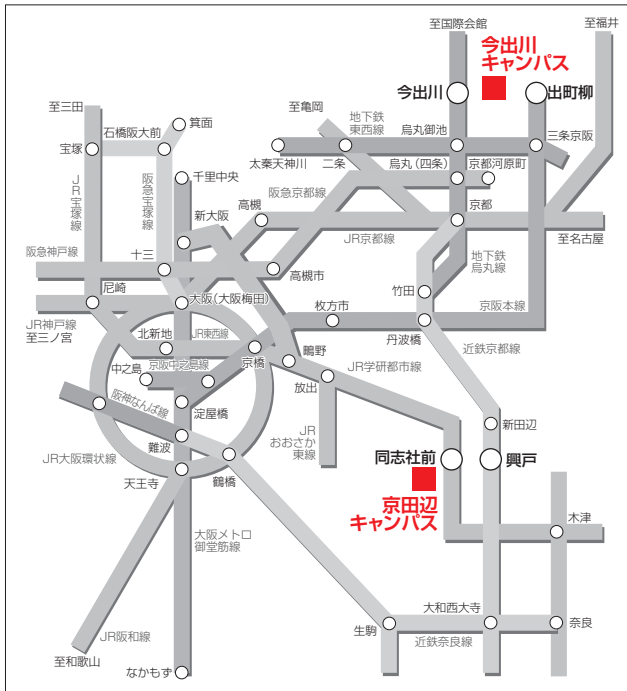 至国際会館
至福井
今出川
キャンパス
今出川
出町柳
至三田
至亀岡
箕面
石橋阪大前
地下鉄
東西線
烏丸御池
三条京阪
宝塚
太秦天神川
二条
烏丸(四条)
京都河原町
千里中央
JR宝塚線
阪急宝塚線
阪急京都線
高槻
新大阪
京都
JR京都線
至名古屋
阪急神戸線
十三
高槻市
地下鉄
烏丸線
尼崎
大阪(大阪梅田)
竹田
枚方市
京阪本線
JR神戸線
至三ノ宮
北新地
JR東西線
丹波橋
鴫野
近鉄京都線
中之島
京阪中之島線
京橋
放出
JR学研都市線
阪神なんば線
淀屋橋
新田辺
難波
JR
おおさか
東線
同志社前
興戸
JR大阪環状線
天王寺
鶴橋
京田辺
キャンパス
木津
大阪メトロ
御堂筋線
大和西大寺
奈良
生駒
近鉄奈良線
JR阪和線
至和歌山
なかもず